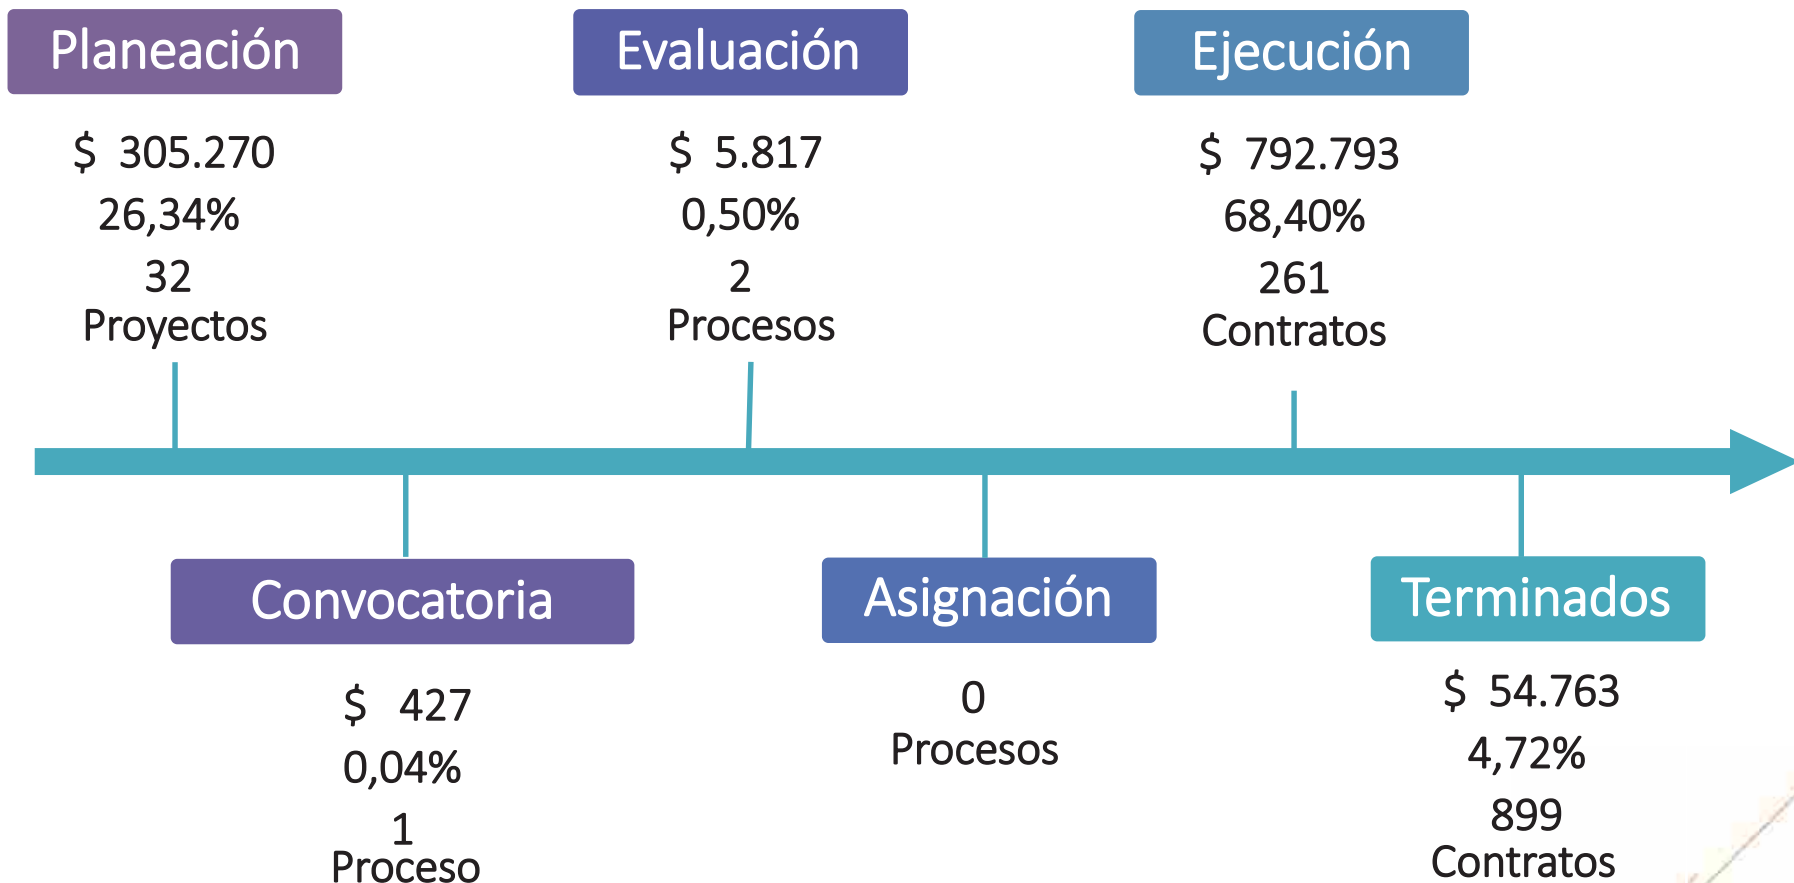 Planeación
$ 305.270
26,34%
32
Proyectos
Evaluación
$ 5.817
0,50%
2
Procesos
Ejecución
$ 792.793
68,40%
261
Contratos
Convocatoria
$ 427
0,04%
1
Proceso
Asignación
0
Procesos
Terminados
$ 54.763
4,72%
899
Contratos